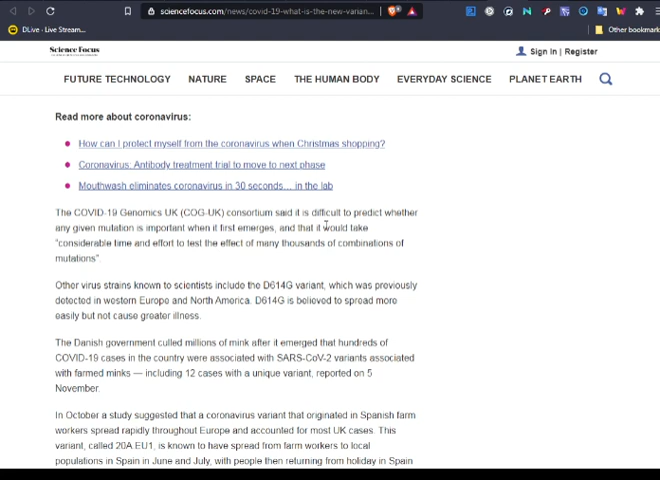 sciencefocus.com/news/covid-19-what-is-the-new-varian...
DLive - Live Stream...
Other bookmark
Science Focus
Sign in | Register
FUTURE TECHNOLOGY NATURE SPACE THE HUMAN BODY EVERYDAY SCIENCE PLANET EARTH
Read more about coronavirus:
How can I protect myself from the coronavirus when Christmas shopping?
Coronavirus: Antibody treatment trial to move to next phase
Mouthwash eliminates coronavirus in 30 seconds... in the lab
The COVID-19 Genomics UK (COG-UK) consortium said it is difficult to predict whether
any given mutation is important when it first emerges, and that it would take
"considerable time and effort to test the effect of many thousands of combinations of
mutations".
Other virus strains known to scientists include the D614G variant, which was previously
detected in western Europe and North America. D614G is believed to spread more
easily but not cause greater illness.
The Danish government culled millions of mink after it emerged that hundreds of
COVID-19 cases in the country were associated with SARS-CoV-2 variants associated
with farmed minks — including 12 cases with a unique variant, reported on 5
November.
In October a study suggested that a coronavirus variant that originated in Spanish farm
workers spread rapidly throughout Europe and accounted for most UK cases. This
variant, called 20A.EU1, is known to have spread from farm workers to local
populations in Spain in June and July, with people then returning from holiday in Spain